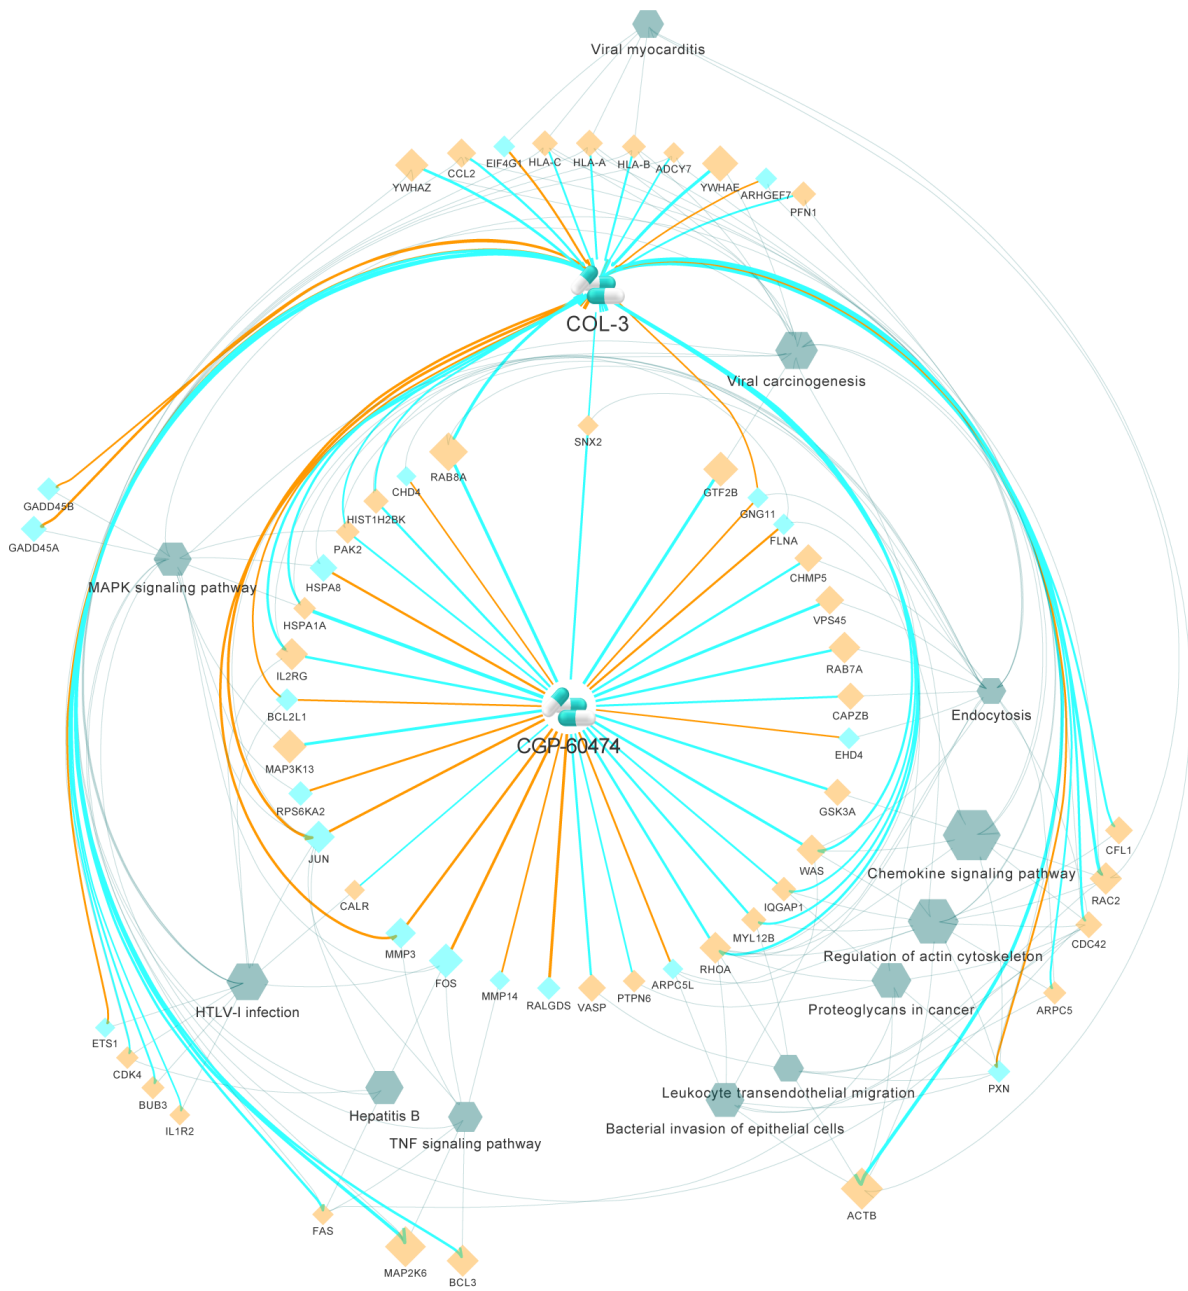 Viral myocarditis
YWHAZ
CCL2
EIF4G1
HLA-C
HLA-A
HLA-B
ADCY7
YWHAE
ARHGEF7
PFN1
COL-3
Viral carcinogenesis
SNX2
RAB8A
CHD4
GTF2B
GNG11
HIST1H2BK
FLNA
GADD45B
GADD45A
PAK2
MAPK signaling pathway
HSPA8
CHMP5
HSPA1A
VPS45
IL2RG
RAB7A
BCL2L1
CAPZB
Endocytosis
CGP-60474
MAP3K13
EHD4
RPS6KA2
GSK3A
JUN
WAS
Chemokine signaling pathway
CFL1
RAC2
CALR
IQGAP1
MYL12B
CDC42
MMP3
RHOA
Regulation of actin cytoskeleton
FOS
MMP14
RALGDS
VASP
PTPN6
ARPC5L
Proteoglycans in cancer
ARPC5
HTLV-I infection
ETS1
CDK4
BUB3
IL1R2
Hepatitis B
TNF signaling pathway
Leukocyte transendothelial migration
PXN
Bacterial invasion of epithelial cells
FAS
ACTB
MAP2K6
BCL3